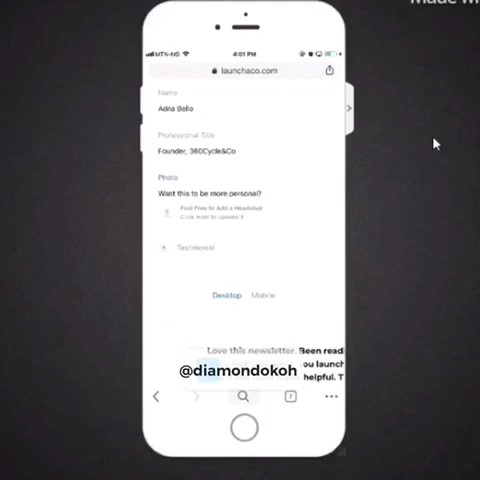 Made wi
MTN-NG
4:01 PM
launchaco.com
Name
Adna Bello
Professional Title
Founder, 360Cycle&Co
Photo
Want this to be more personal?
Feel Free to Add a Headshot
Click here to upload it
Testimonial
Desktop Mobile
Love this newsletter. Been readi
ou launch
@diamondokoh
helpful. T
7